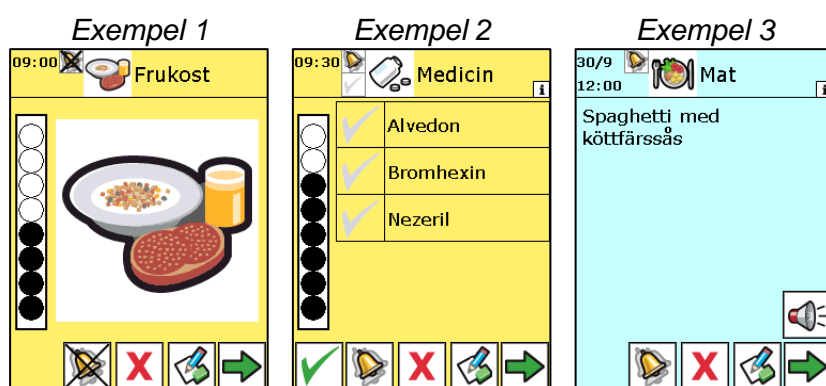 Exempel 1
Exempel 2
Exempel 3
09:00
Frukost
09:30
Medicin
i
Alvedon
Bromhexin
Nezeril
30/9
12:00
Mat
i
Spaghetti med
köttfärssås